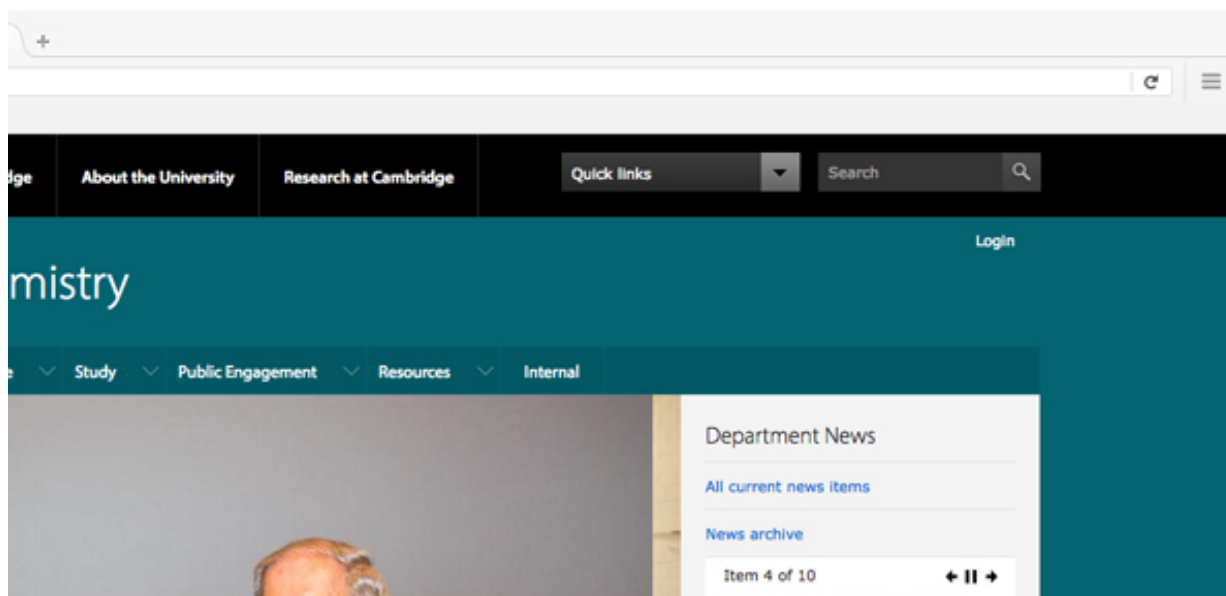 About the University Research at Cambridge Quick links Search
Login
mistry
Study Public Engagement Resources Internal
Department News
All current news items
News archive
Item 4 of 10